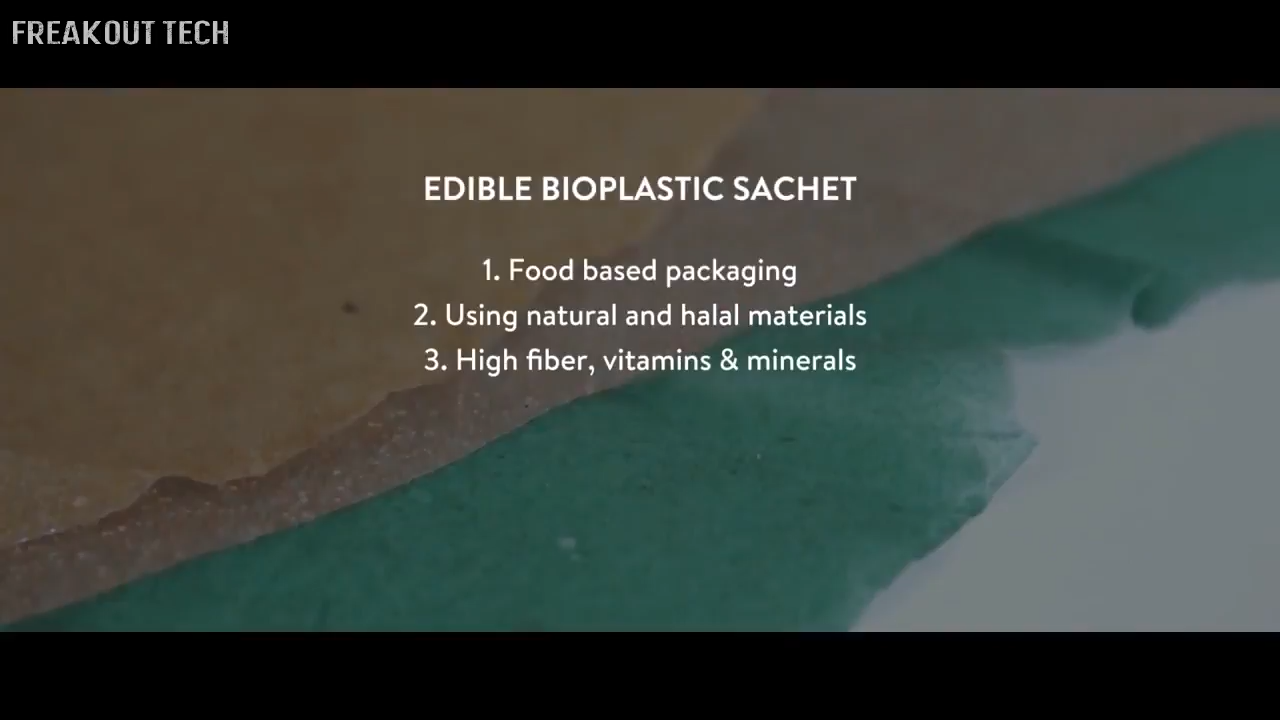 FREAKOUT TECH
EDIBLE BIOPLASTIC SACHET
1. Food based packaging
2. Using natural and halal materials
3. High fiber, vitamins & minerals